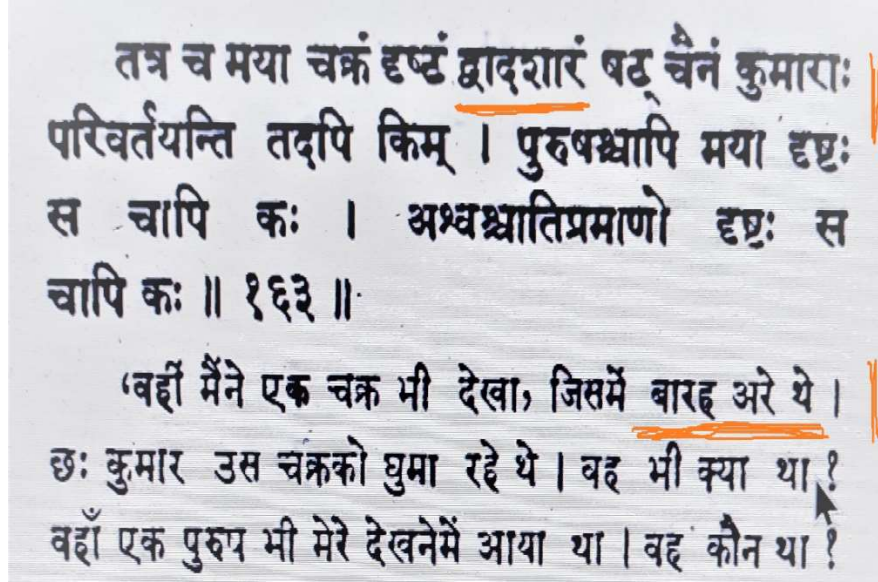 तत्र च मया चक्रं दृष्टं द्वादशारं षट् चैनं कुमाराः
परिवर्तयन्ति तदपि किम् । पुरुषश्चापि मया दृष्टः
स चापि कः । अश्वश्चातिप्रमाणो दृष्टः स
चापि कः ॥ १६३ ॥
‘वहीं मैंने एक चक्र भी देखा, जिसमें बारह अरे थे ।
छः कुमार उस चक्रको घुमा रहे थे । वह भी क्या था ?
वहाँ एक पुरुष भी मेरे देखनेमें आया था । वह कौन था ?